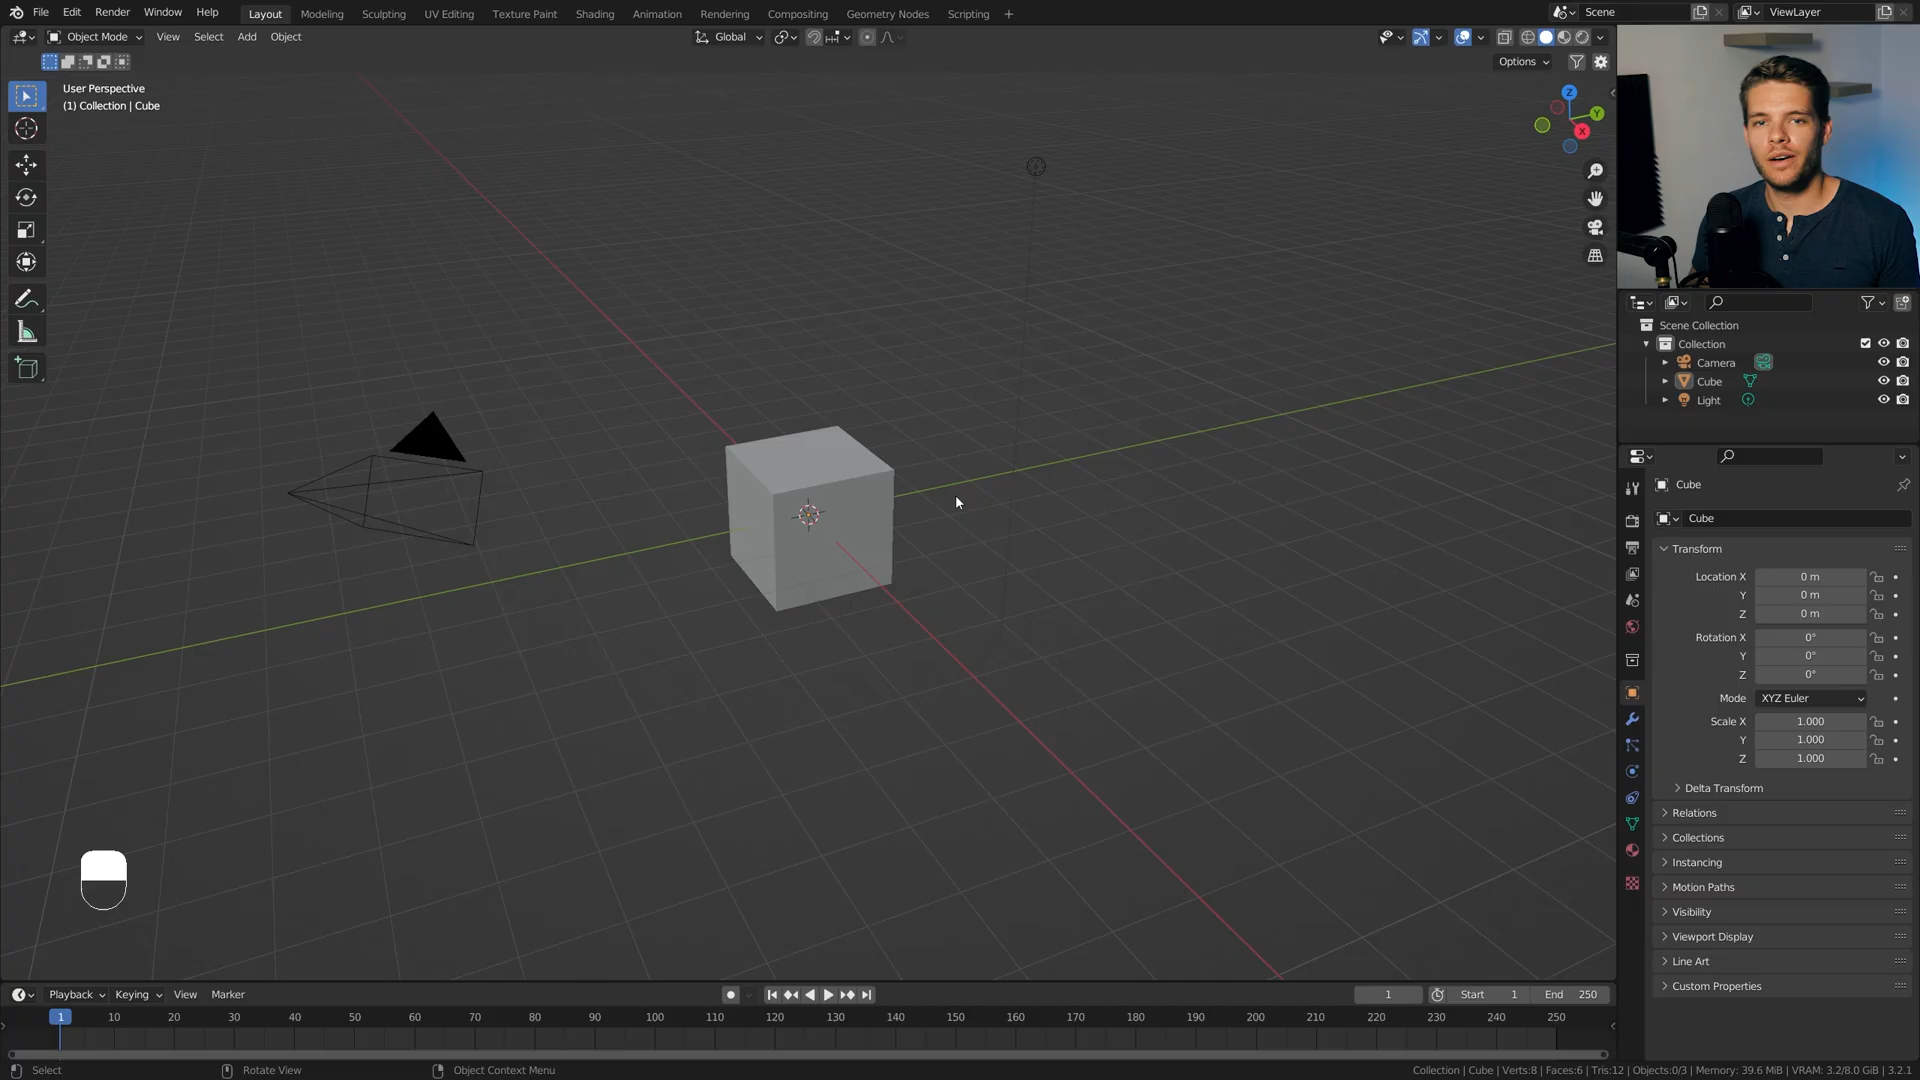 File Edit Render Window Help Layout Modeling Sculpting UV Editing Texture Paint Shading Animation Rendering Compositing Geometry Nodes Scripting + Scene ViewLayer
Object Mode View Select Add Object Global
Options
User Perspective
(1) Collection | Cube
Z
Y
X
Scene Collection
Collection
Camera
Cube
Light
Cube
Cube
Transform
Location X 0 m
Y 0 m
Z 0 m
Rotation X 0°
Y 0°
Z 0°
Mode XYZ Euler
Scale X 1.000
Y 1.000
Z 1.000
Delta Transform
Relations
Collections
Instancing
Motion Paths
Visibility
Viewport Display
Line Art
Custom Properties
Playback Keying View Marker 1 Start 1 End 250
1 10 20 30 40 50 60 70 80 90 100 110 120 130 140 150 160 170 180 190 200 210 220 230 240 250
Select Rotate View Object Context Menu Collection | Cube | Verts:8 | Faces:6 | Tris:12 | Objects:0/3 | Memory: 39.6 MiB | VRAM: 3.2/8.0 GiB | 3.2.1